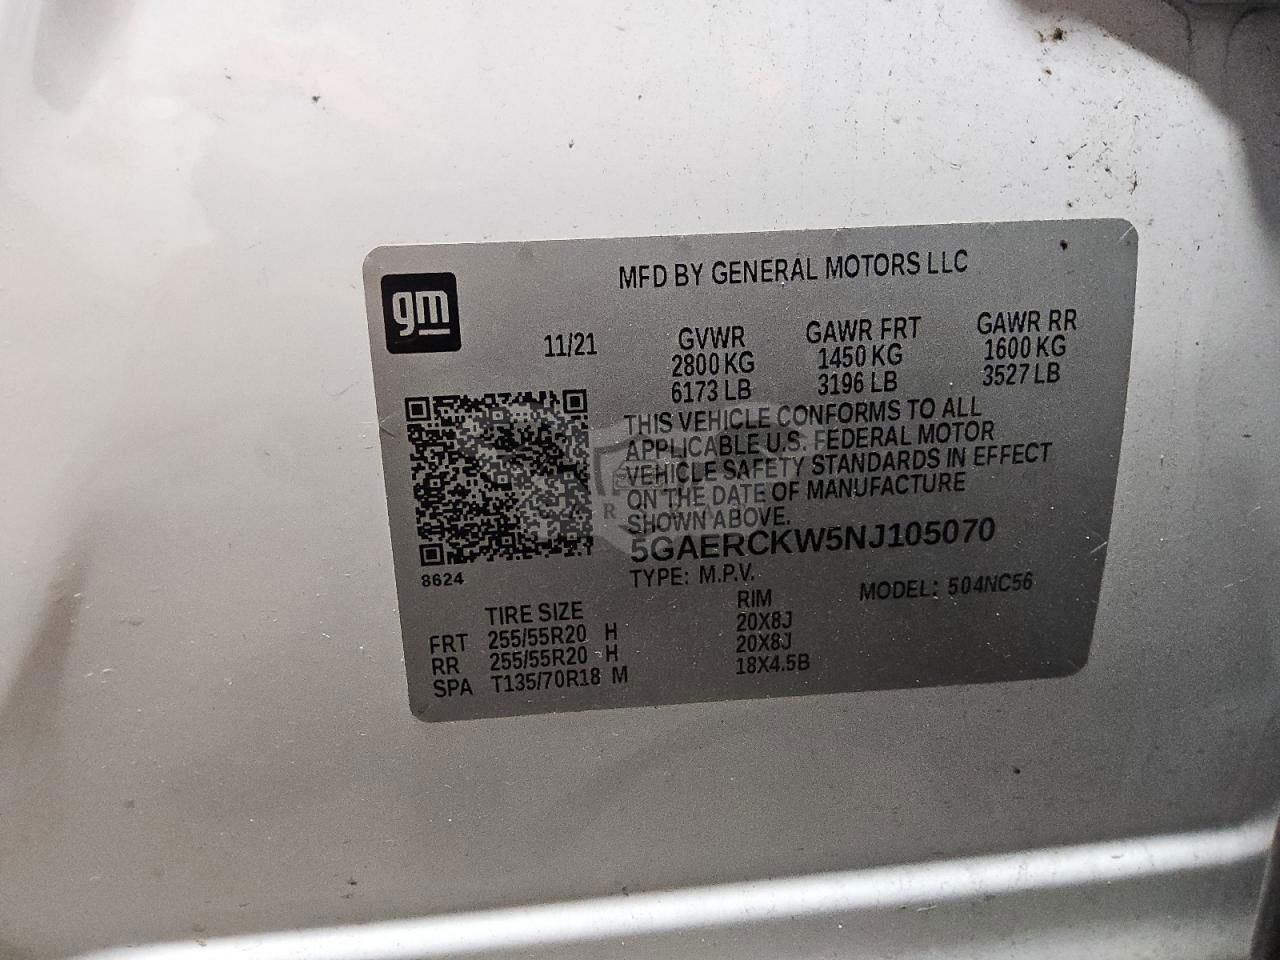 MFD BY GENERAL MOTORS LLC
gm
11/21 GVWR GAWR FRT GAWR RR
2800 KG 1450 KG 1600 KG
6173 LB 3196 LB 3527 LB
THIS VEHICLE CONFORMS TO ALL
APPLICABLE U.S. FEDERAL MOTOR
VEHICLE SAFETY STANDARDS IN EFFECT
ON THE DATE OF MANUFACTURE
SHOWN ABOVE.
5GAERCKW5NJ105070
8624
TYPE: M.P.V. MODEL: 504NC56
TIRE SIZE RIM
FRT 255/55R20 H 20X8J
RR 255/55R20 H 20X8J
SPA T135/70R18 M 18X4.5B